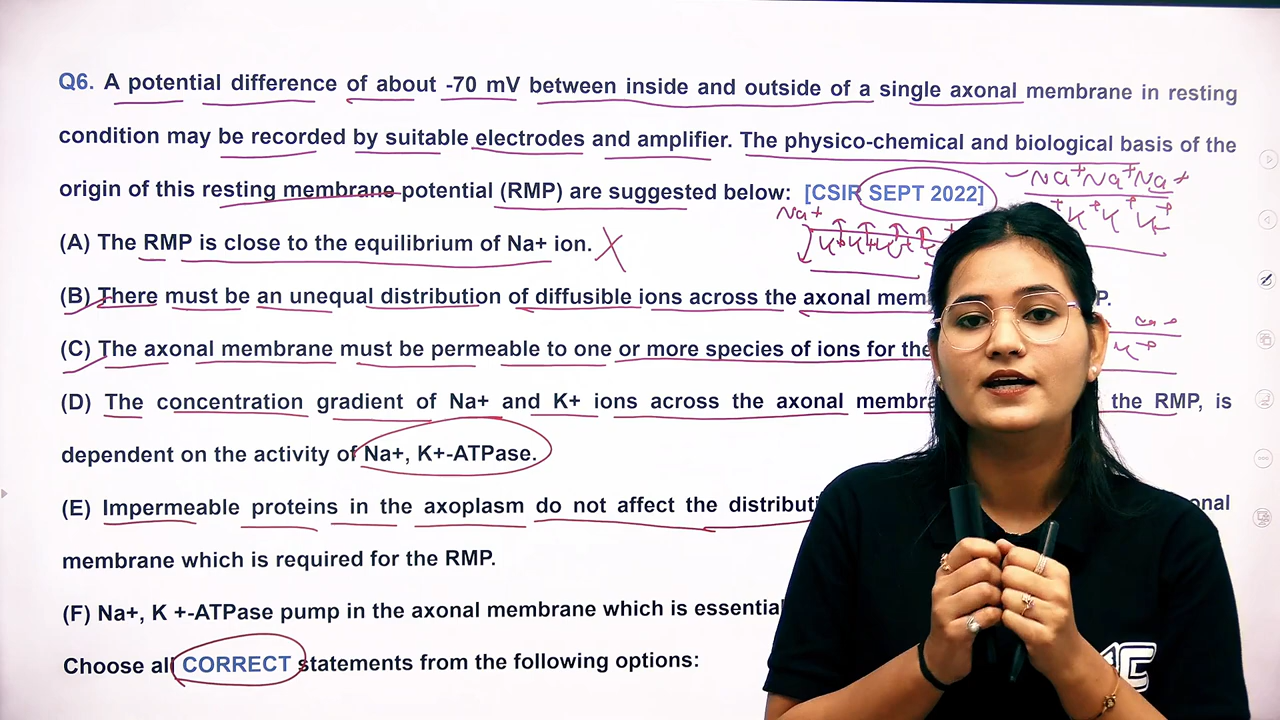 Q6. A potential difference of about -70 mV between inside and outside of a single axonal membrane in resting
condition may be recorded by suitable electrodes and amplifier. The physico-chemical and biological basis of the
origin of this resting membrane potential (RMP) are suggested below: [CSIR SEPT 2022]
Na+ Na+ Na+
K+ K+ K+
Na+
(A) The RMP is close to the equilibrium of Na+ ion. X
(B) There must be an unequal distribution of diffusible ions across the axonal P.
(C) The axonal membrane must be permeable to one or more species of ions for the
K+
(D) The concentration gradient of Na+ and K+ ions across the axonal the RMP, is
dependent on the activity of Na+, K+-ATPase.
(E) Impermeable proteins in the axoplasm do not affect the
membrane which is required for the RMP.
(F) Na+, K +-ATPase pump in the axonal membrane which is essential
Choose all CORRECT statements from the following options: